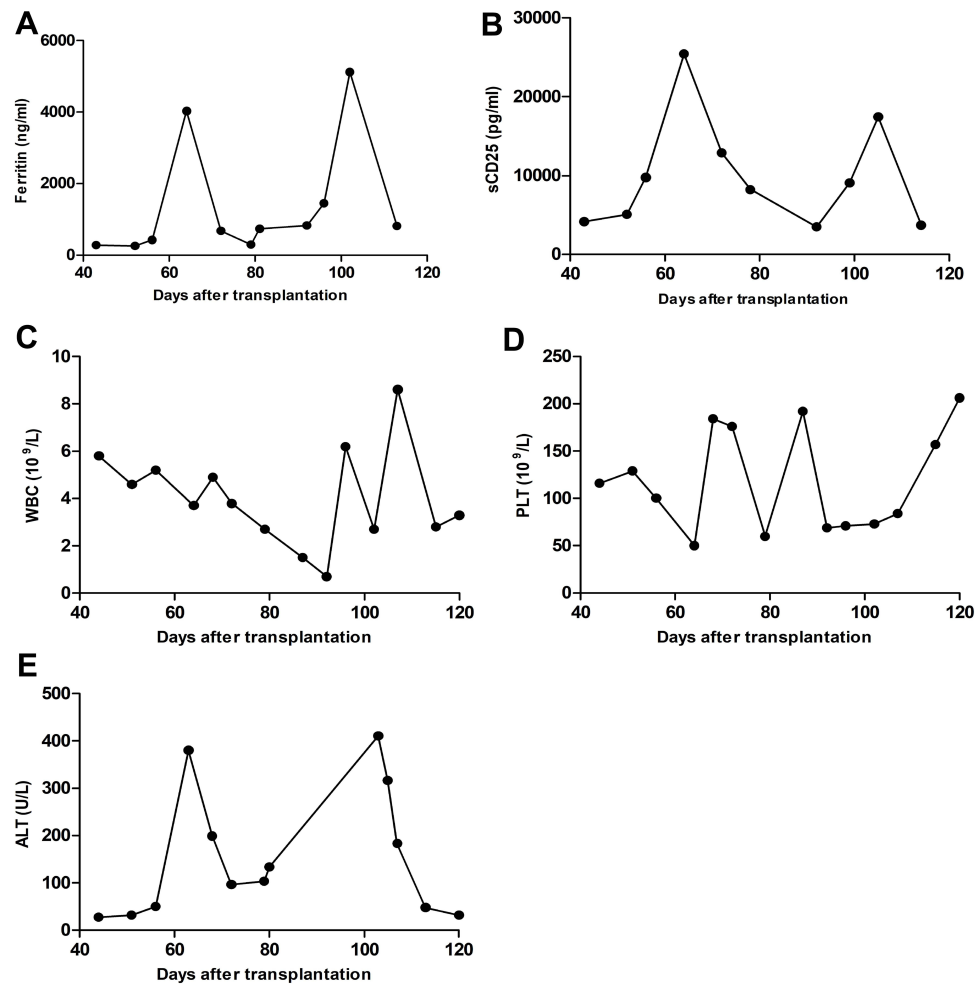 A
6000
4000
2000
0
Ferritin (ng/ml)
40 60 80 100 120
Days after transplantation
B
30000
20000
10000
0
sCD25 (pg/ml)
40 60 80 100 120
Days after transplantation
C
10
8
6
4
2
0
WBC (10 9/L)
40 60 80 100 120
Days after transplantation
D
250
200
150
100
50
0
PLT (10 9/L)
40 60 80 100 120
Days after transplantation
E
500
400
300
200
100
0
ALT (U/L)
40 60 80 100 120
Days after transplantation